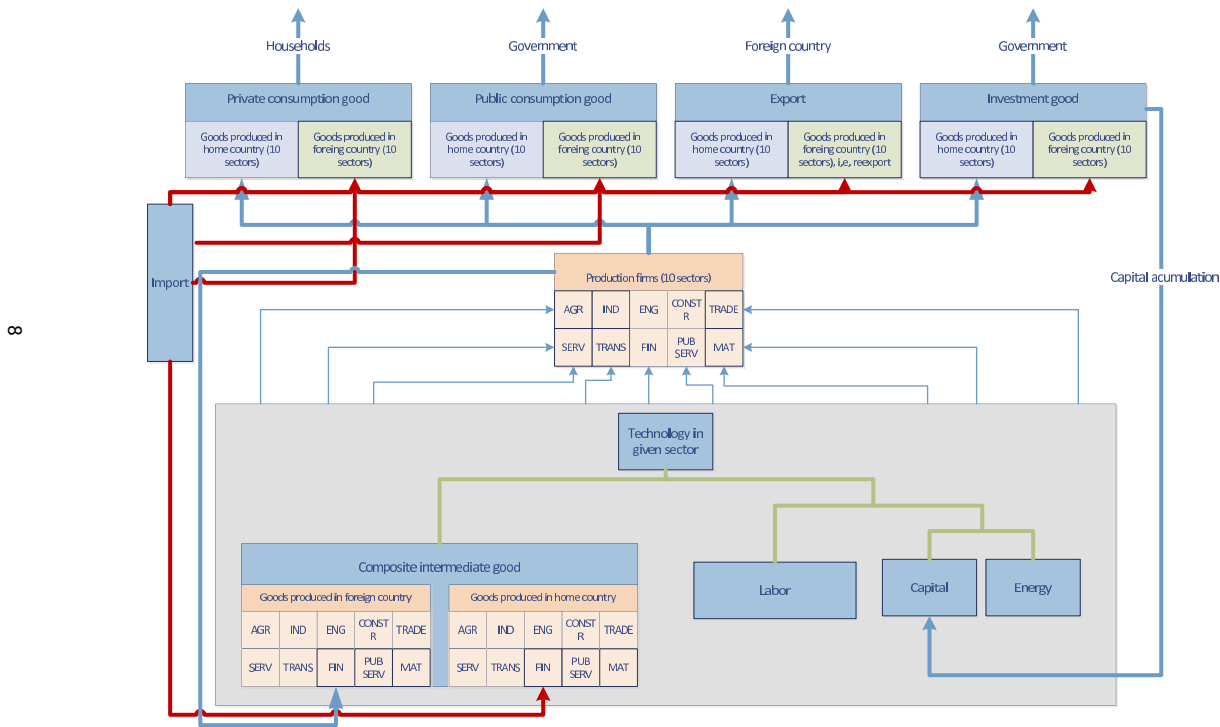 Households
Government
Foreign country
Government
Private consumption good
Public consumption good
Export
Investment good
Goods produced in
home country (10
sectors)
Goods produced in
foreing country (10
sectors)
Goods produced in
home country (10
sectors)
Goods produced in
foreing country (10
sectors)
Goods produced in
home country (10
sectors)
Goods produced in
foreing country (10
sectors), i,e, reexport
Goods produced in
home country (10
sectors)
Goods produced in
foreing country (10
sectors)
Import
Production firms (10 sectors)
Capital acumulation
AGR
IND
ENG
CONST
R
TRADE
SERV
TRANS
FIN
PUB
SERV
MAT
8
Technology in
given sector
Composite intermediate good
Goods produced in foreign country
Goods produced in home country
AGR
IND
ENG
CONST
R
TRADE
SERV
TRANS
FIN
PUB
SERV
MAT
AGR
IND
ENG
CONST
R
TRADE
SERV
TRANS
FIN
PUB
SERV
MAT
Labor
Capital
Energy